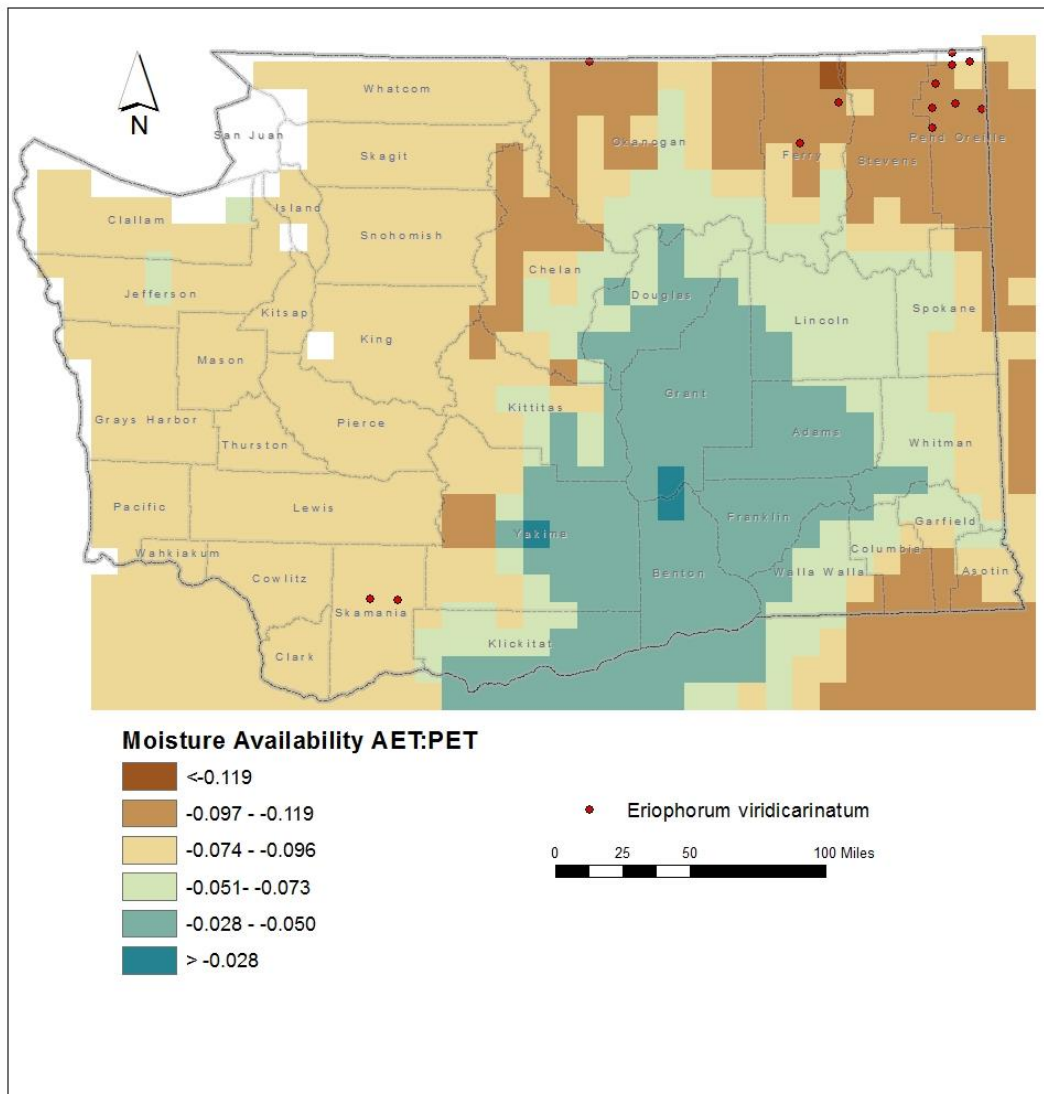 N
Whatcom
San Juan
Okanogan
Pend Oreille
Skagit
Ferry
Stevens
Island
Clallam
Snohomish
Chelan
Jefferson
Douglas
Kitsap
Lincoln
Spokane
King
Mason
Grant
Kittitas
Grays Harbor
Pierce
Adams
Thurston
Whitman
Pacific
Lewis
Franklin
Garfield
Yakima
Wahkiakum
Columbia
Cowlitz
Benton
Walla Walla
Asotin
Skamania
Klickitat
Clark
Moisture Availability AET:PET
<-0.119
-0.097 - -0.119
-0.074 - -0.096
-0.051- -0.073
-0.028 - -0.050
> -0.028
Eriophorum viridicarinatum
0 25 50 100 Miles